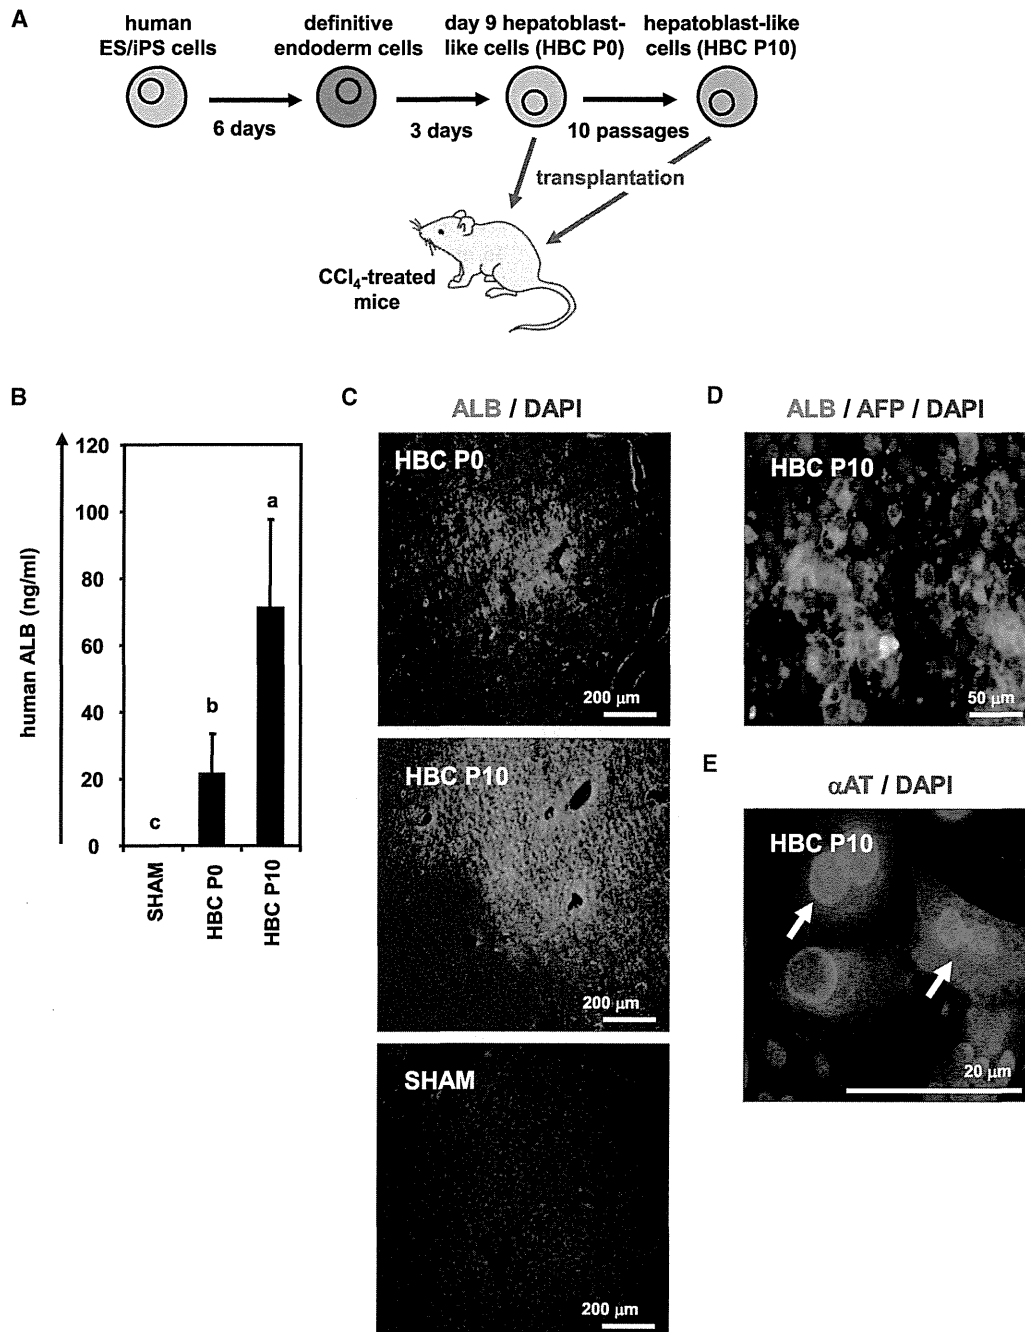 A
human
ES/iPS cells
definitive
endoderm cells
day 9 hepatoblast-
like cells (HBC P0)
hepatoblast-like
cells (HBC P10)
6 days
3 days
10 passages
transplantation
CCl₄-treated
mice
B
human ALB (ng/ml)
120
100
80
60
40
20
0
c
b
a
SHAM
HBC P0
HBC P10
C
ALB / DAPI
HBC P0
200 μm
HBC P10
200 μm
SHAM
200 μm
D
ALB / AFP / DAPI
HBC P10
50 μm
E
αAT / DAPI
HBC P10
20 μm